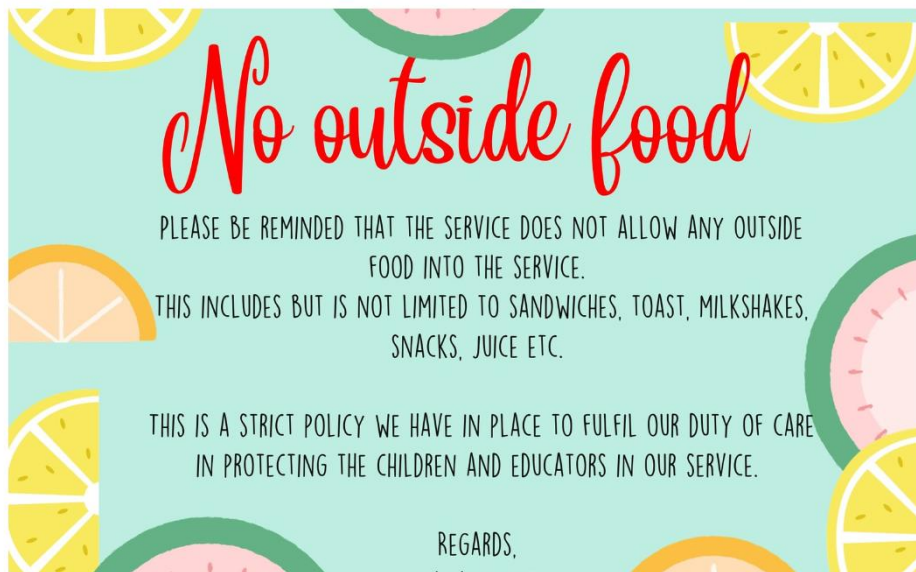 No outside food
PLEASE BE REMINDED THAT THE SERVICE DOES NOT ALLOW ANY OUTSIDE
FOOD INTO THE SERVICE.
THIS INCLUDES BUT IS NOT LIMITED TO SANDWICHES, TOAST, MILKSHAKES,
SNACKS, JUICE ETC.
THIS IS A STRICT POLICY WE HAVE IN PLACE TO FULFIL OUR DUTY OF CARE
IN PROTECTING THE CHILDREN AND EDUCATORS IN OUR SERVICE.
REGARDS,